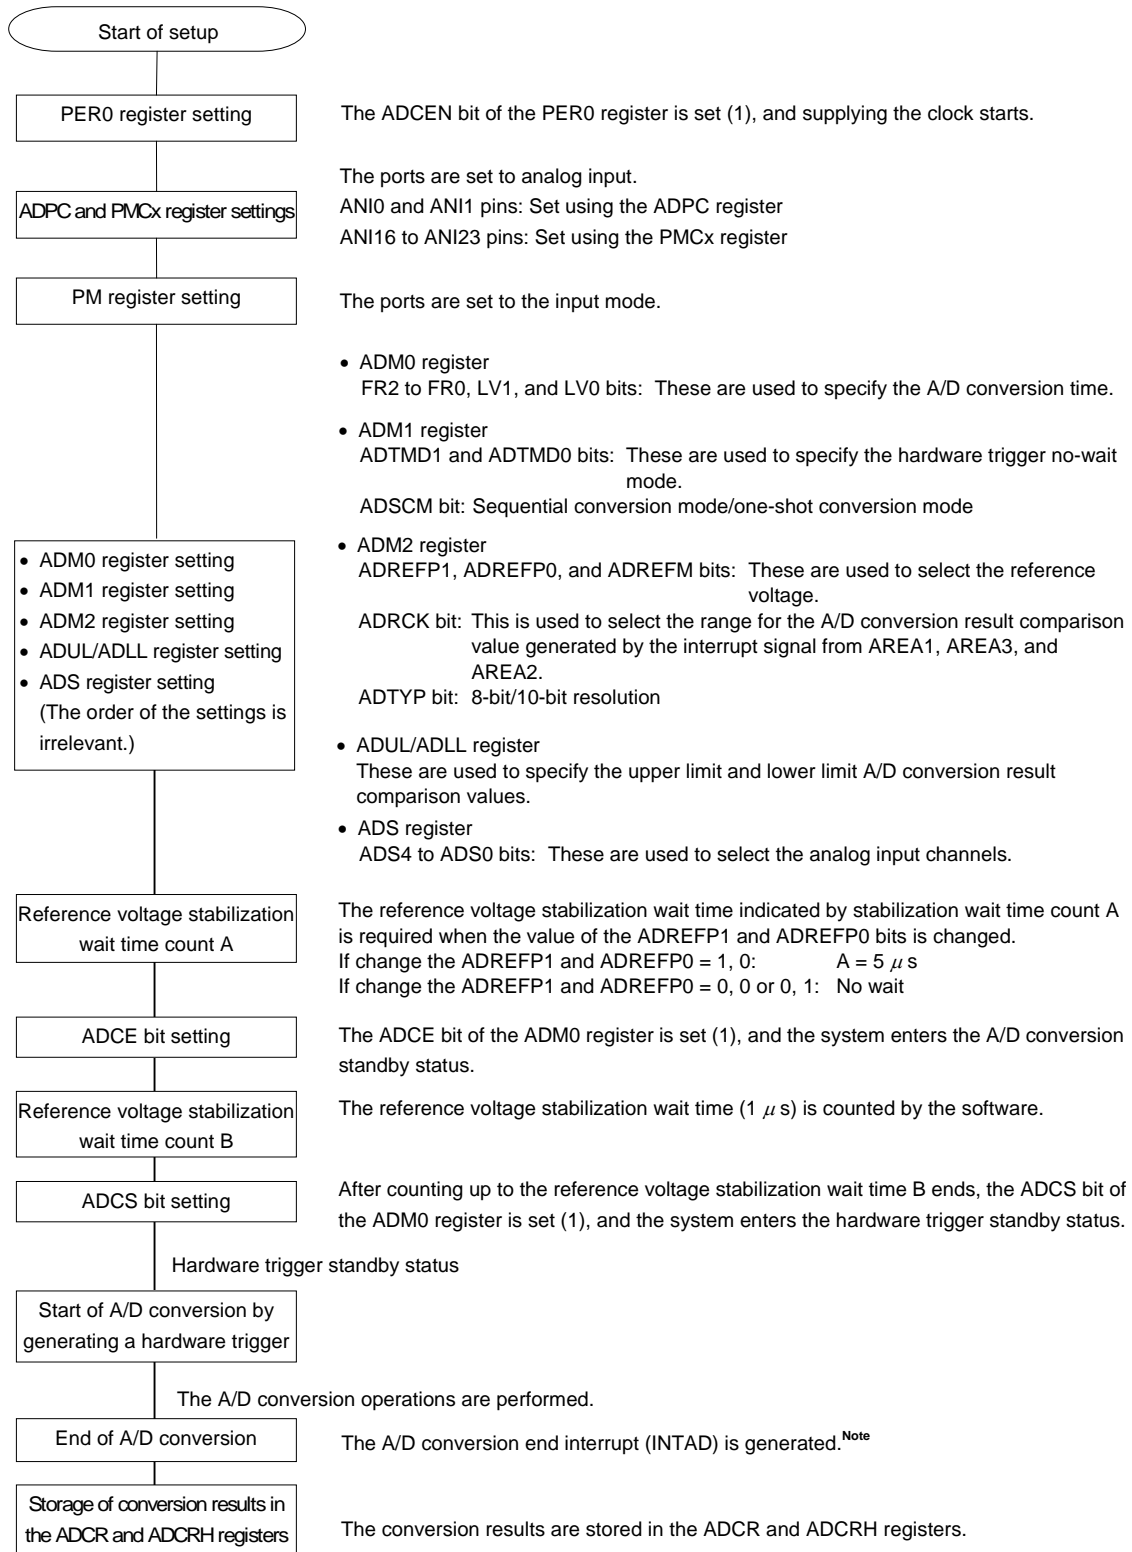 Start of setup
PER0 register setting
The ADCEN bit of the PER0 register is set (1), and supplying the clock starts.
ADPC and PMCx register settings
The ports are set to analog input.
ANI0 and ANI1 pins: Set using the ADPC register
ANI16 to ANI23 pins: Set using the PMCx register
PM register setting
The ports are set to the input mode.
• ADM0 register setting
• ADM1 register setting
• ADM2 register setting
• ADUL/ADLL register setting
• ADS register setting
(The order of the settings is
irrelevant.)
• ADM0 register
FR2 to FR0, LV1, and LV0 bits: These are used to specify the A/D conversion time.
• ADM1 register
ADTMD1 and ADTMD0 bits: These are used to specify the hardware trigger no-wait
mode.
ADSCM bit: Sequential conversion mode/one-shot conversion mode
• ADM2 register
ADREFP1, ADREFP0, and ADREFM bits: These are used to select the reference
voltage.
ADRCK bit: This is used to select the range for the A/D conversion result comparison
value generated by the interrupt signal from AREA1, AREA3, and
AREA2.
ADTYP bit: 8-bit/10-bit resolution
• ADUL/ADLL register
These are used to specify the upper limit and lower limit A/D conversion result
comparison values.
• ADS register
ADS4 to ADS0 bits: These are used to select the analog input channels.
Reference voltage stabilization
wait time count A
The reference voltage stabilization wait time indicated by stabilization wait time count A
is required when the value of the ADREFP1 and ADREFP0 bits is changed.
If change the ADREFP1 and ADREFP0 = 1, 0: A = 5 μ s
If change the ADREFP1 and ADREFP0 = 0, 0 or 0, 1: No wait
ADCE bit setting
The ADCE bit of the ADM0 register is set (1), and the system enters the A/D conversion
standby status.
Reference voltage stabilization
wait time count B
The reference voltage stabilization wait time (1 μ s) is counted by the software.
ADCS bit setting
After counting up to the reference voltage stabilization wait time B ends, the ADCS bit of
the ADM0 register is set (1), and the system enters the hardware trigger standby status.
Hardware trigger standby status
Start of A/D conversion by
generating a hardware trigger
The A/D conversion operations are performed.
End of A/D conversion
The A/D conversion end interrupt (INTAD) is generated.Note
Storage of conversion results in
the ADCR and ADCRH registers
The conversion results are stored in the ADCR and ADCRH registers.